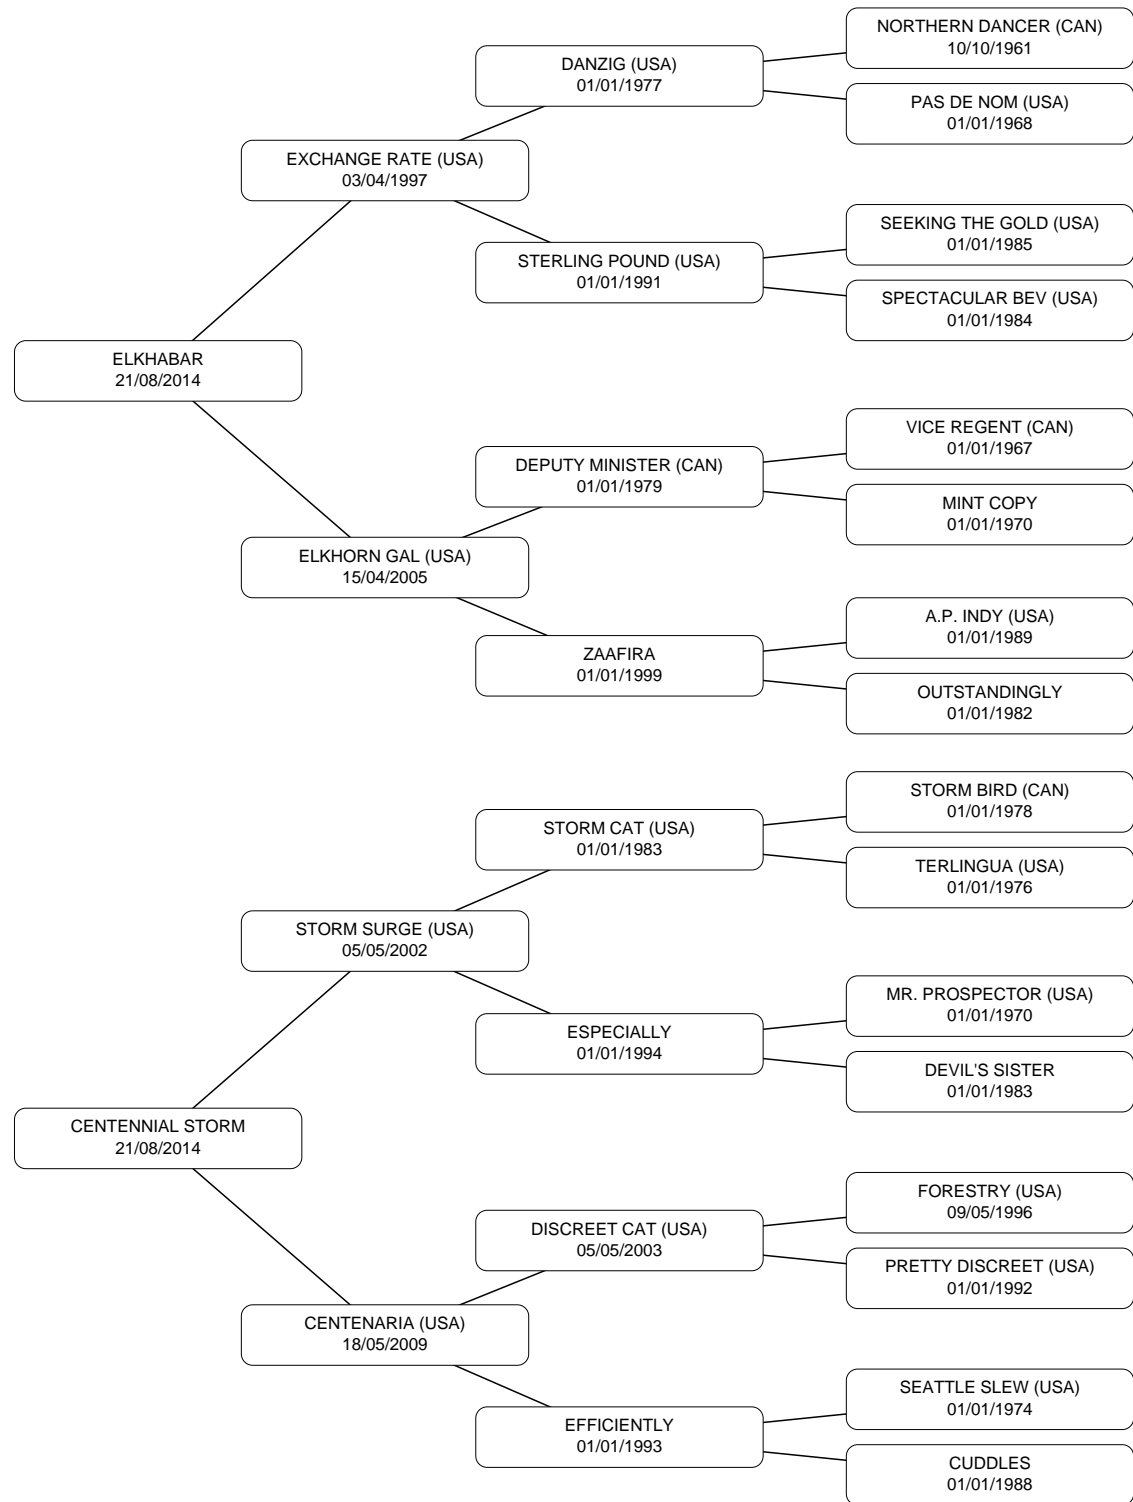 NORTHERN DANCER (CAN)
10/10/1961
DANZIG (USA)
01/01/1977
PAS DE NOM (USA)
01/01/1968
EXCHANGE RATE (USA)
03/04/1997
SEEKING THE GOLD (USA)
01/01/1985
STERLING POUND (USA)
01/01/1991
SPECTACULAR BEV (USA)
01/01/1984
ELKHABAR
21/08/2014
VICE REGENT (CAN)
01/01/1967
DEPUTY MINISTER (CAN)
01/01/1979
MINT COPY
01/01/1970
ELKHORN GAL (USA)
15/04/2005
A.P. INDY (USA)
01/01/1989
ZAAFIRA
01/01/1999
OUTSTANDINGLY
01/01/1982
STORM BIRD (CAN)
01/01/1978
STORM CAT (USA)
01/01/1983
TERLINGUA (USA)
01/01/1976
STORM SURGE (USA)
05/05/2002
MR. PROSPECTOR (USA)
01/01/1970
ESPECIALLY
01/01/1994
DEVIL'S SISTER
01/01/1983
CENTENNIAL STORM
21/08/2014
FORESTRY (USA)
09/05/1996
DISCREET CAT (USA)
05/05/2003
PRETTY DISCREET (USA)
01/01/1992
CENTENARIA (USA)
18/05/2009
SEATTLE SLEW (USA)
01/01/1974
EFFICIENTLY
01/01/1993
CUDDLES
01/01/1988